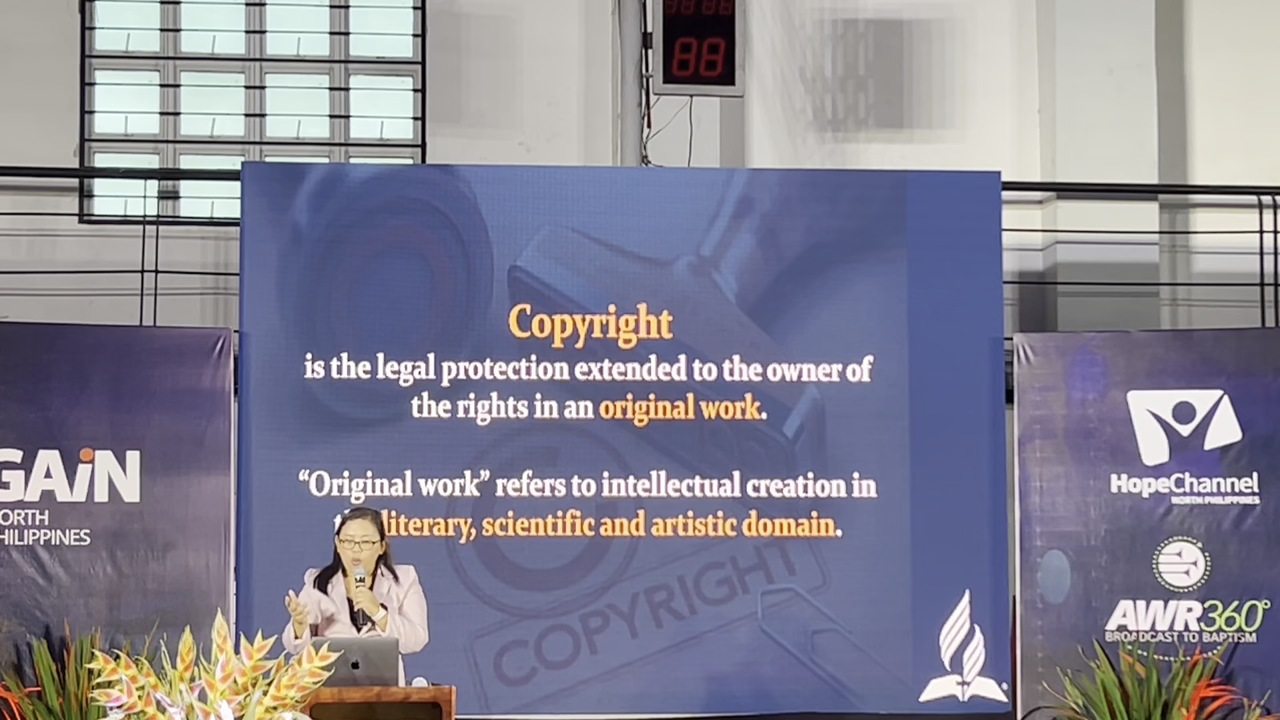 88:88
88
Copyright
is the legal protection extended to the owner of
the rights in an original work.
“Original work” refers to intellectual creation in
literary, scientific and artistic domain.
COPYRIGHT
GAiN
ORTH
HILIPPINES
HopeChannel
NORTH PHILIPPINES
AWR360°
BROADCAST TO BAPTISM